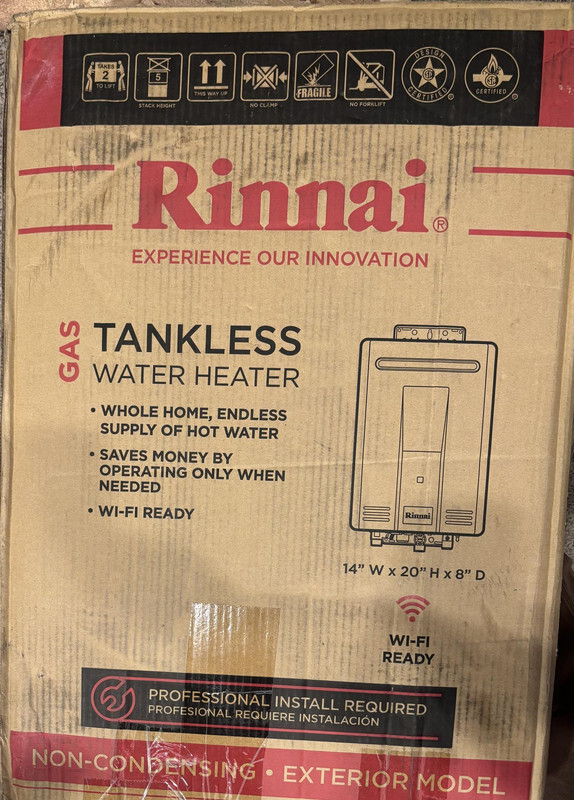 TAKES
2
TO LIFT
5
STACK HEIGHT
THIS WAY UP
NO CLAMP
FRAGILE
NO FORKLIFT
DESIGN
CERTIFIED
CERTIFIED
Rinnai®
EXPERIENCE OUR INNOVATION
GAS
TANKLESS
WATER HEATER
• WHOLE HOME, ENDLESS
SUPPLY OF HOT WATER
• SAVES MONEY BY
OPERATING ONLY WHEN
NEEDED
• WI-FI READY
Rinnai
14” W x 20” H x 8” D
WI-FI
READY
PROFESSIONAL INSTALL REQUIRED
PROFESIONAL REQUIERE INSTALACIÓN
NON-CONDENSING • EXTERIOR MODEL